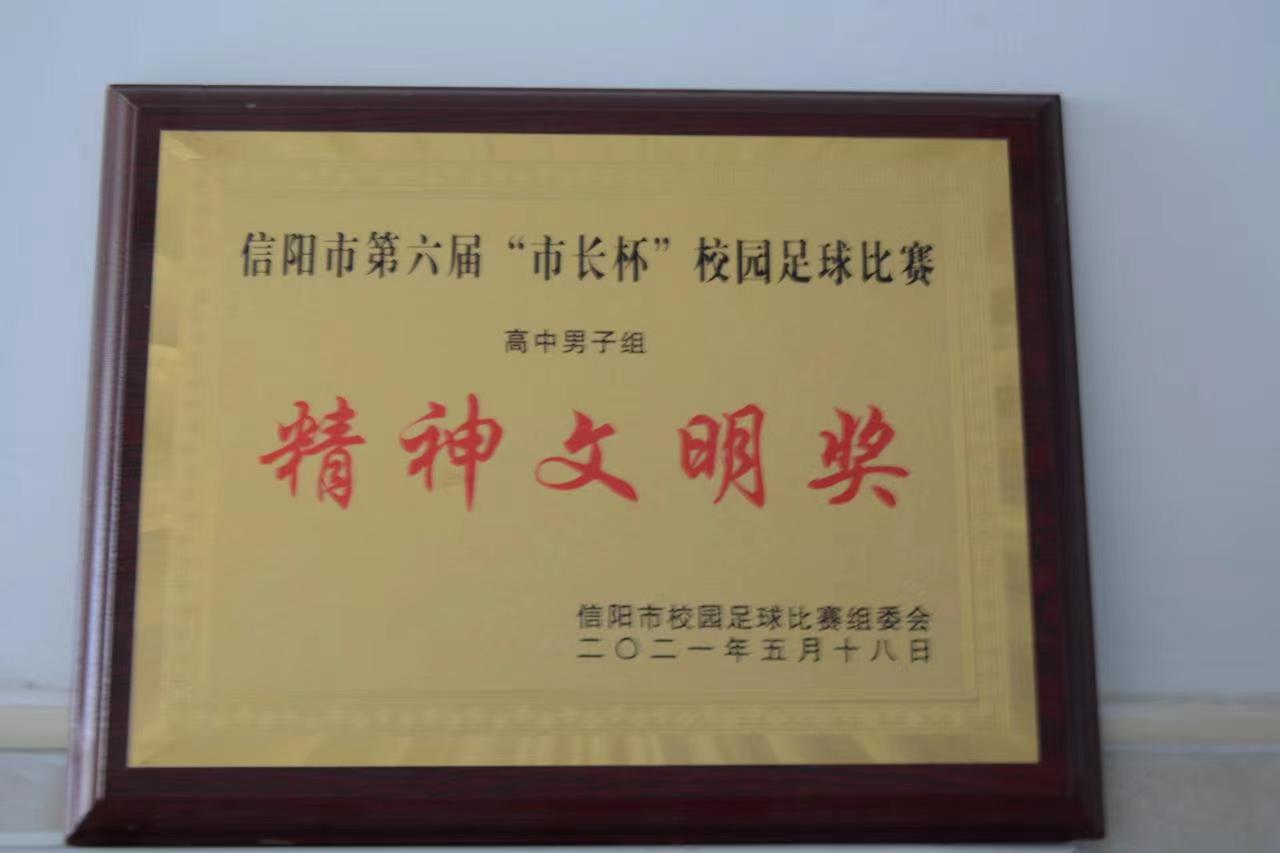 信阳市第六届“市长杯”校园足球比赛
高中男子组
精神文明奖
信阳市校园足球比赛组委会
二〇二一年五月十八日